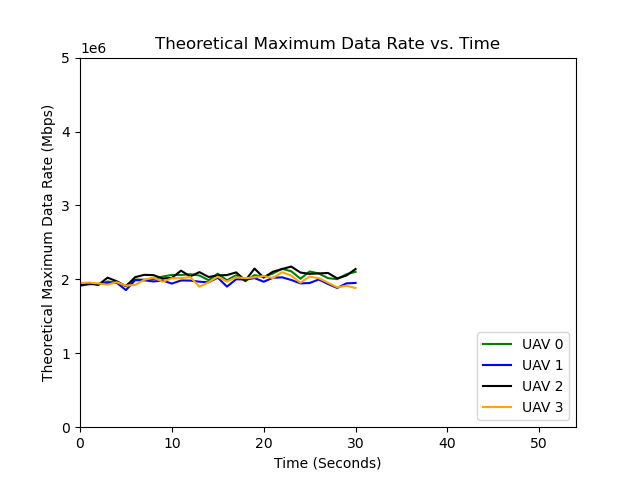 Theoretical Maximum Data Rate vs. Time
1e6
5
4
3
2
1
0
Theoretical Maximum Data Rate (Mbps)
0 10 20 30 40 50
Time (Seconds)
UAV 0
UAV 1
UAV 2
UAV 3